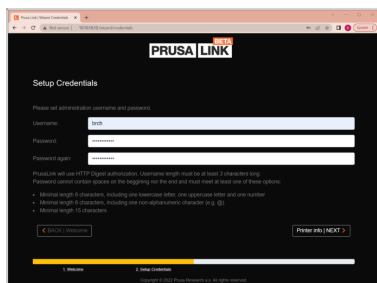 Prusa Link | Wizard Credentials
Not secure
Update
PRUSA LINK
BETA
Setup Credentials
Please set administration username and password.
Username:
brch
Password:
Password again:
PrusaLink will use HTTP Digest authorization. Username length must be at least 3 characters long.
Password cannot contain spaces on the beggining nor the end and must meet at least one of these options:
• Minimal length 8 characters, including one lowercase letter, one uppercase letter and one number
• Minimal length 8 characters, including one non-alphanumeric character (e.g. @)
• Minimal length 15 characters
< BACK | Welcome
Printer info | NEXT >
1. Welcome
2. Setup Credentials
Copyright © 2022 Prusa Research a.s. All rights reserved.